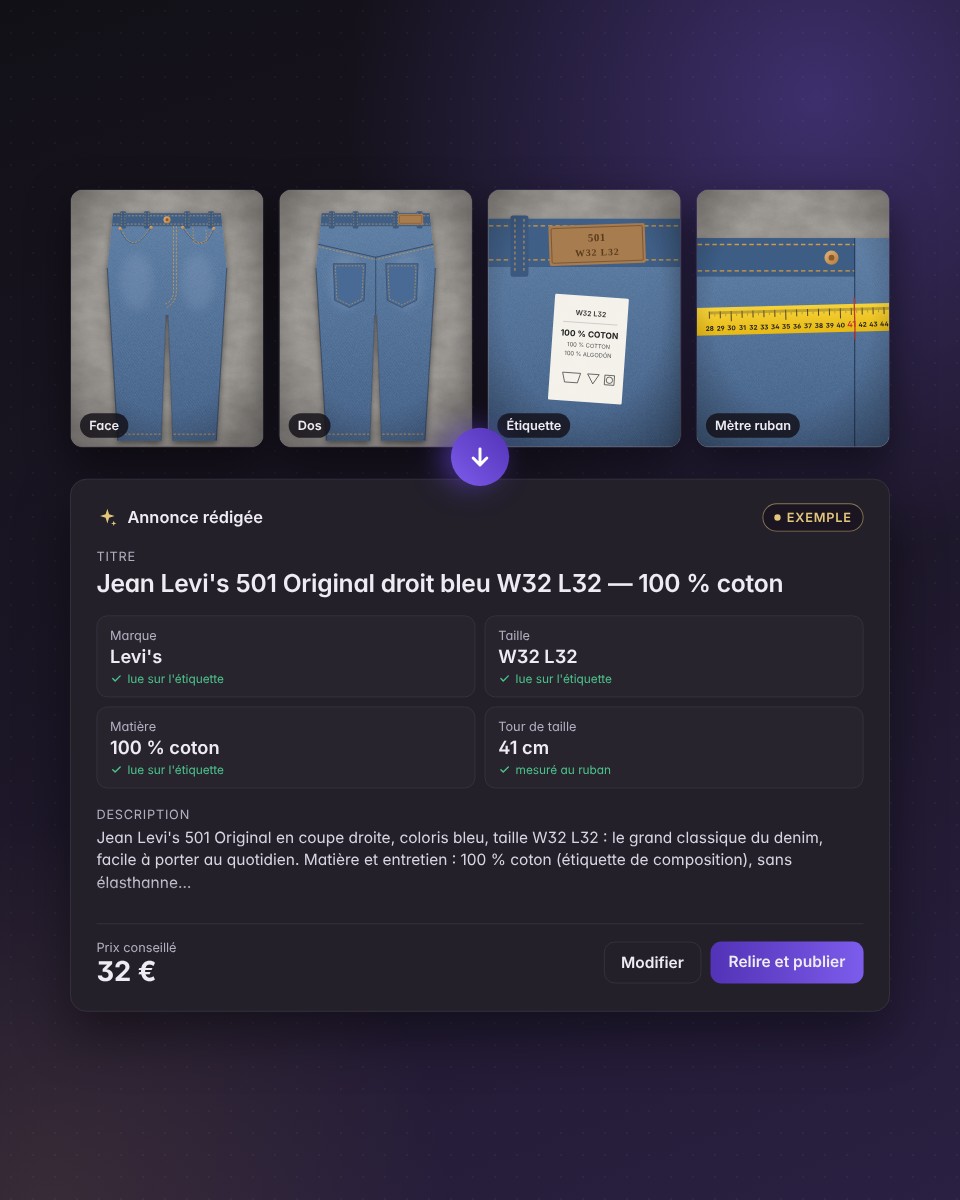 501
W32 L32
W32 L32
100 % COTON
100 % COTTON
100 % ALGODÓN
28 29 30 31 32 33 34 35 36 37 38 39 40 41 42 43 44
Face
Dos
Étiquette
Mètre ruban
Annonce rédigée
EXEMPLE
TITRE
Jean Levi's 501 Original droit bleu W32 L32 — 100 % coton
Marque
Levi's
lue sur l'étiquette
Taille
W32 L32
lue sur l'étiquette
Matière
100 % coton
lue sur l'étiquette
Tour de taille
41 cm
mesuré au ruban
DESCRIPTION
Jean Levi's 501 Original en coupe droite, coloris bleu, taille W32 L32 : le grand classique du denim,
facile à porter au quotidien. Matière et entretien : 100 % coton (étiquette de composition), sans
élasthanne...
Prix conseillé
32 €
Modifier
Relire et publier